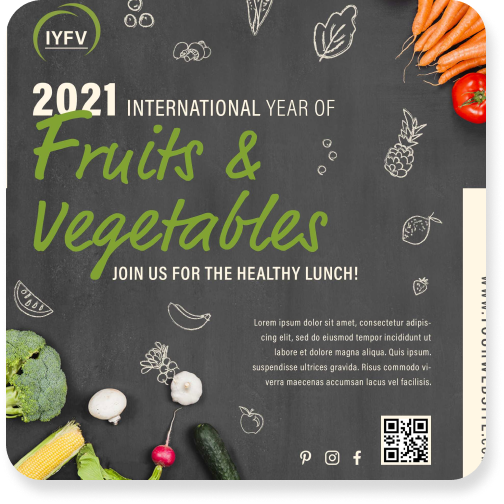 IYFV
2021 INTERNATIONAL YEAR OF
Fruits &
Vegetables
JOIN US FOR THE HEALTHY LUNCH!
Lorem ipsum dolor sit amet, consectetur adipis-
cing elit, sed do eiusmod tempor incididunt ut
labore et dolore magna aliqua. Quis ipsum.
suspendisse ultrices gravida. Risus commodo vi-
verra maecenas accumsan lacus vel facilisis.